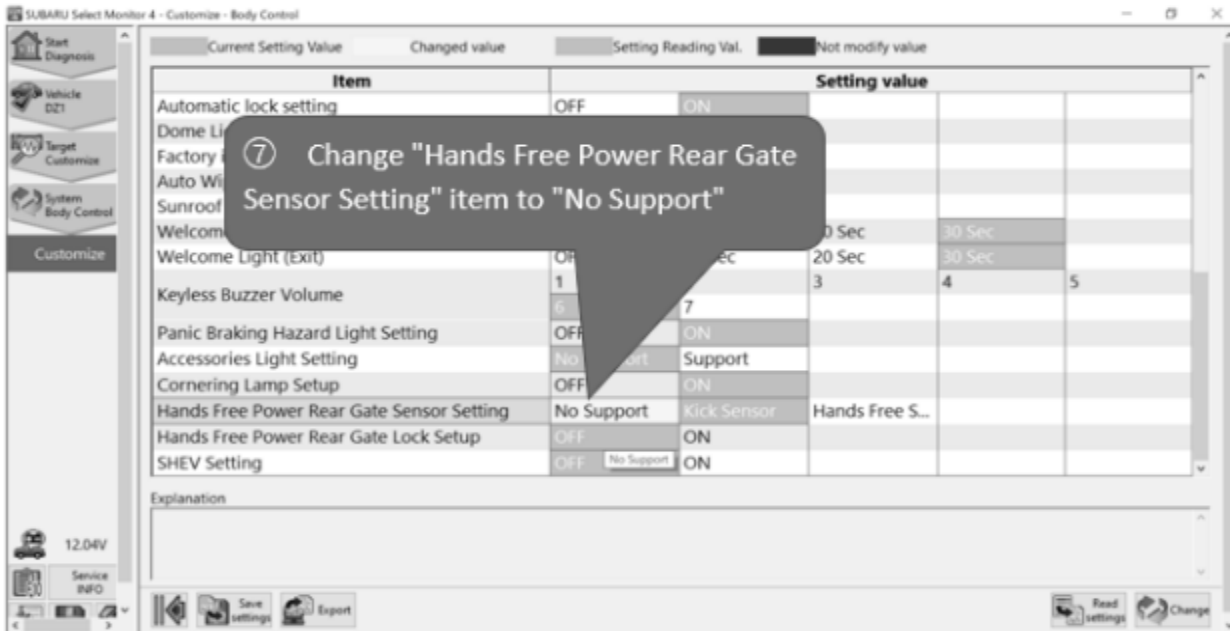 SUBARU Select Monitor 4 - Customize - Body Control
Start Diagnosis
Current Setting Value Changed value Setting Reading Val. Not modify value
Item Setting value
Vehicle DZ1
Automatic lock setting OFF ON
Dome Li
Target Customize
Factory i
Auto Wi
System Body Control
Sunroof
⑦ Change "Hands Free Power Rear Gate
Sensor Setting" item to "No Support"
Welcom 0 Sec 30 Sec
Customize
Welcome Light (Exit) OF ec 20 Sec 30 Sec
Keyless Buzzer Volume
1 3 4 5
6 7
Panic Braking Hazard Light Setting OFF ON
Accessories Light Setting No Support Support
Cornering Lamp Setup OFF ON
Hands Free Power Rear Gate Sensor Setting No Support Kick Sensor Hands Free S...
Hands Free Power Rear Gate Lock Setup OFF ON
SHEV Setting OFF No Support ON
Explanation
12.04V
Service INFO
Save settings Export Read settings Change